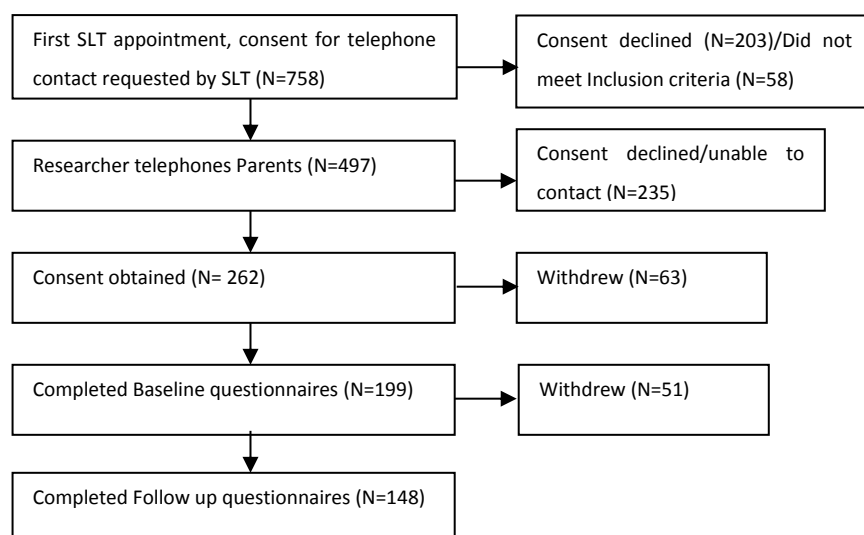 First SLT appointment, consent for telephone
contact requested by SLT (N=758)
Consent declined (N=203)/Did not
meet Inclusion criteria (N=58)
Researcher telephones Parents (N=497)
Consent declined/unable to
contact (N=235)
Consent obtained (N= 262)
Withdrew (N=63)
Completed Baseline questionnaires (N=199)
Withdrew (N=51)
Completed Follow up questionnaires (N=148)